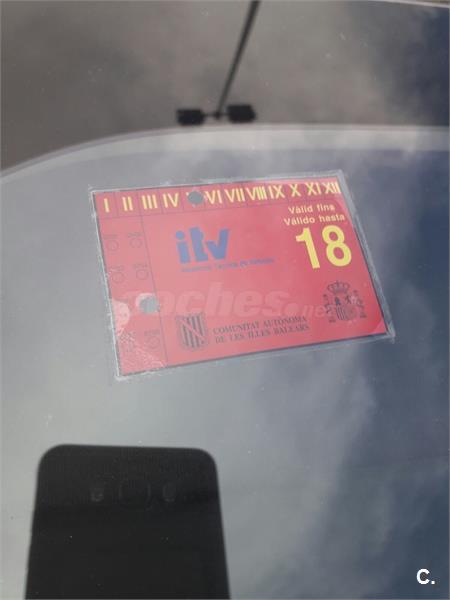 I II III IV VI VII VIII IX X XI XII
Vàlid fins
Válido hasta
itv
18
coches.net
COMUNITAT AUTÒNOMA
DE LES ILLES BALEARS
C.